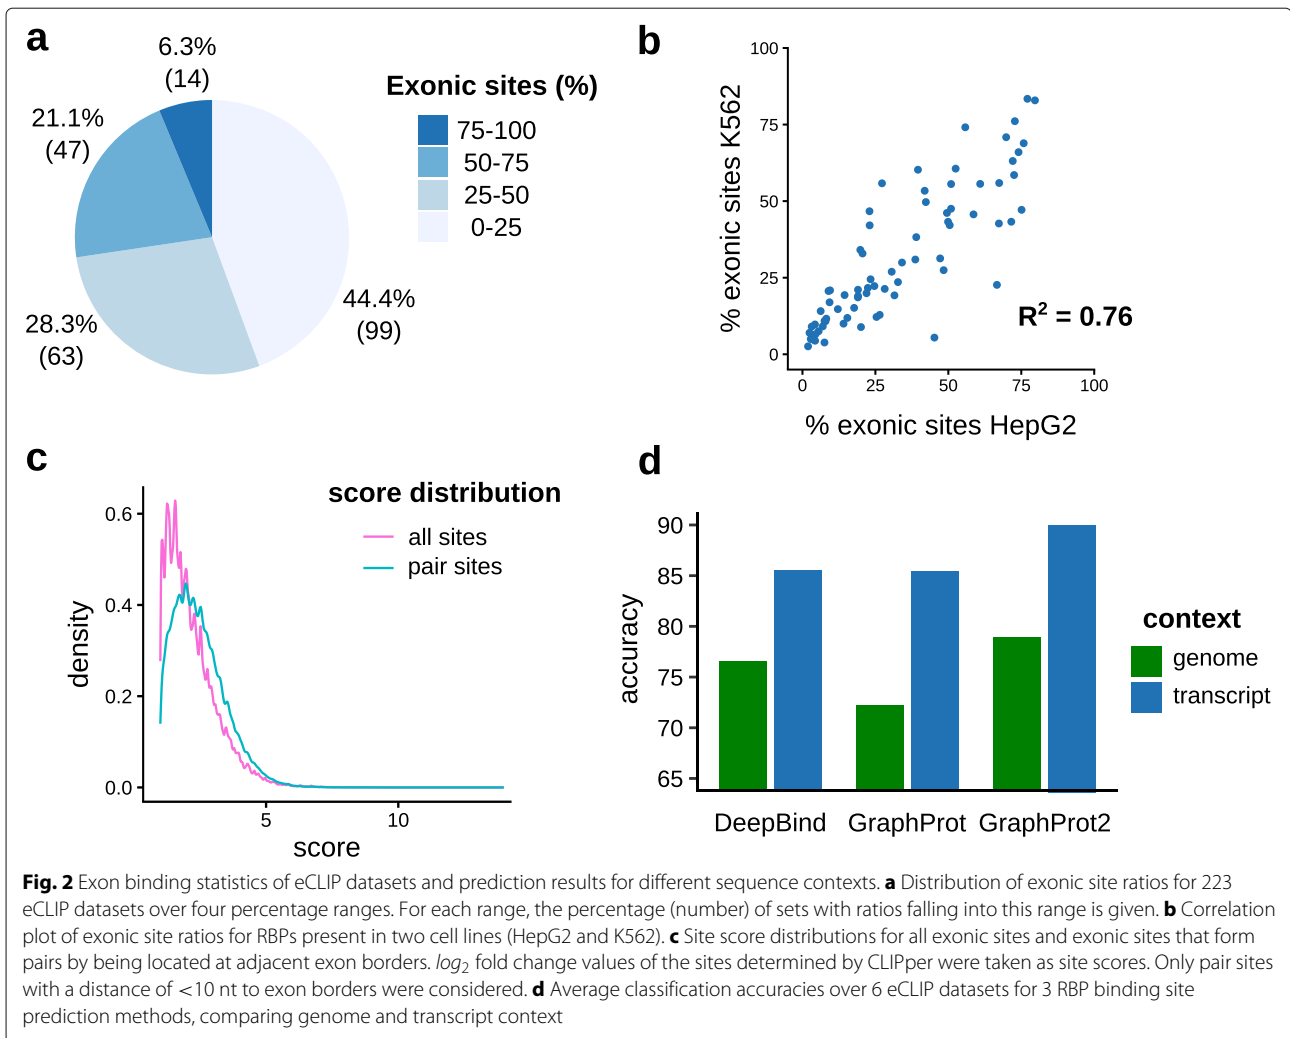 a
6.3%
(14)
21.1%
(47)
28.3%
(63)
44.4%
(99)
Exonic sites (%)
75-100
50-75
25-50
0-25
b
% exonic sites K562
100
75
50
25
0
0 25 50 75 100
R² = 0.76
% exonic sites HepG2
c
score distribution
all sites
pair sites
density
0.6
0.4
0.2
0.0
5 10
score
d
accuracy
90
85
80
75
70
65
DeepBind GraphProt GraphProt2
context
genome
transcript
Fig. 2 Exon binding statistics of eCLIP datasets and prediction results for different sequence contexts. a Distribution of exonic site ratios for 223
eCLIP datasets over four percentage ranges. For each range, the percentage (number) of sets with ratios falling into this range is given. b Correlation
plot of exonic site ratios for RBPs present in two cell lines (HepG2 and K562). c Site score distributions for all exonic sites and exonic sites that form
pairs by being located at adjacent exon borders. log₂ fold change values of the sites determined by CLIPper were taken as site scores. Only pair sites
with a distance of <10 nt to exon borders were considered. d Average classification accuracies over 6 eCLIP datasets for 3 RBP binding site
prediction methods, comparing genome and transcript context